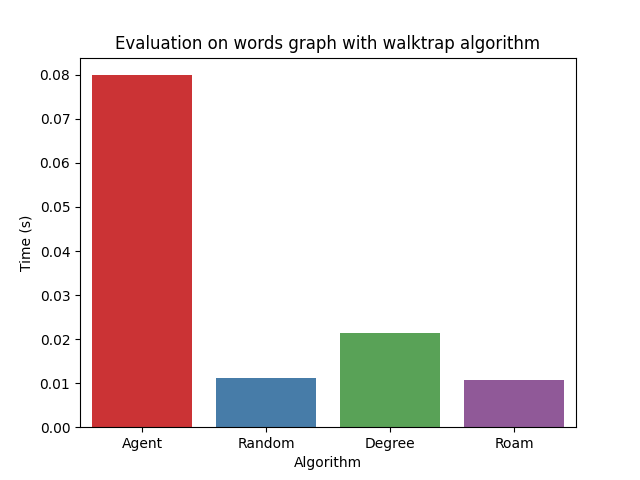 Evaluation on words graph with walktrap algorithm
0.08
0.07
0.06
0.05
0.04
0.03
0.02
0.01
0.00
Time (s)
Agent Random Degree Roam
Algorithm